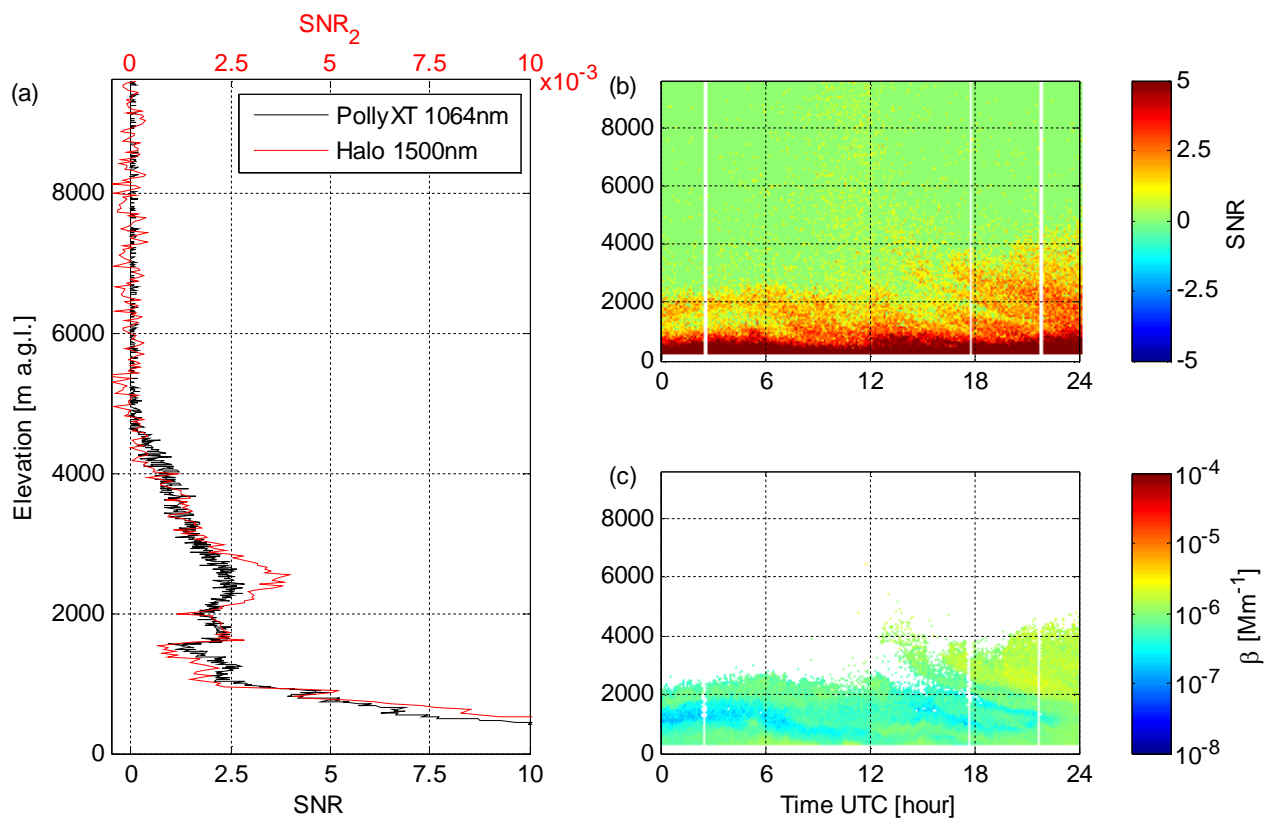 SNR2
0 2.5 5 7.5 10
x10-3
(a)
PollyXT 1064nm
Halo 1500nm
8000
6000
4000
2000
0
Elevation [m a.g.l.]
0 2.5 5 7.5 10
SNR
(b)
8000
6000
4000
2000
0
0 6 12 18 24
5
2.5
0
-2.5
-5
SNR
(c)
8000
6000
4000
2000
0
0 6 12 18 24
Time UTC [hour]
10-4
10-5
10-6
10-7
10-8
β [Mm-1]